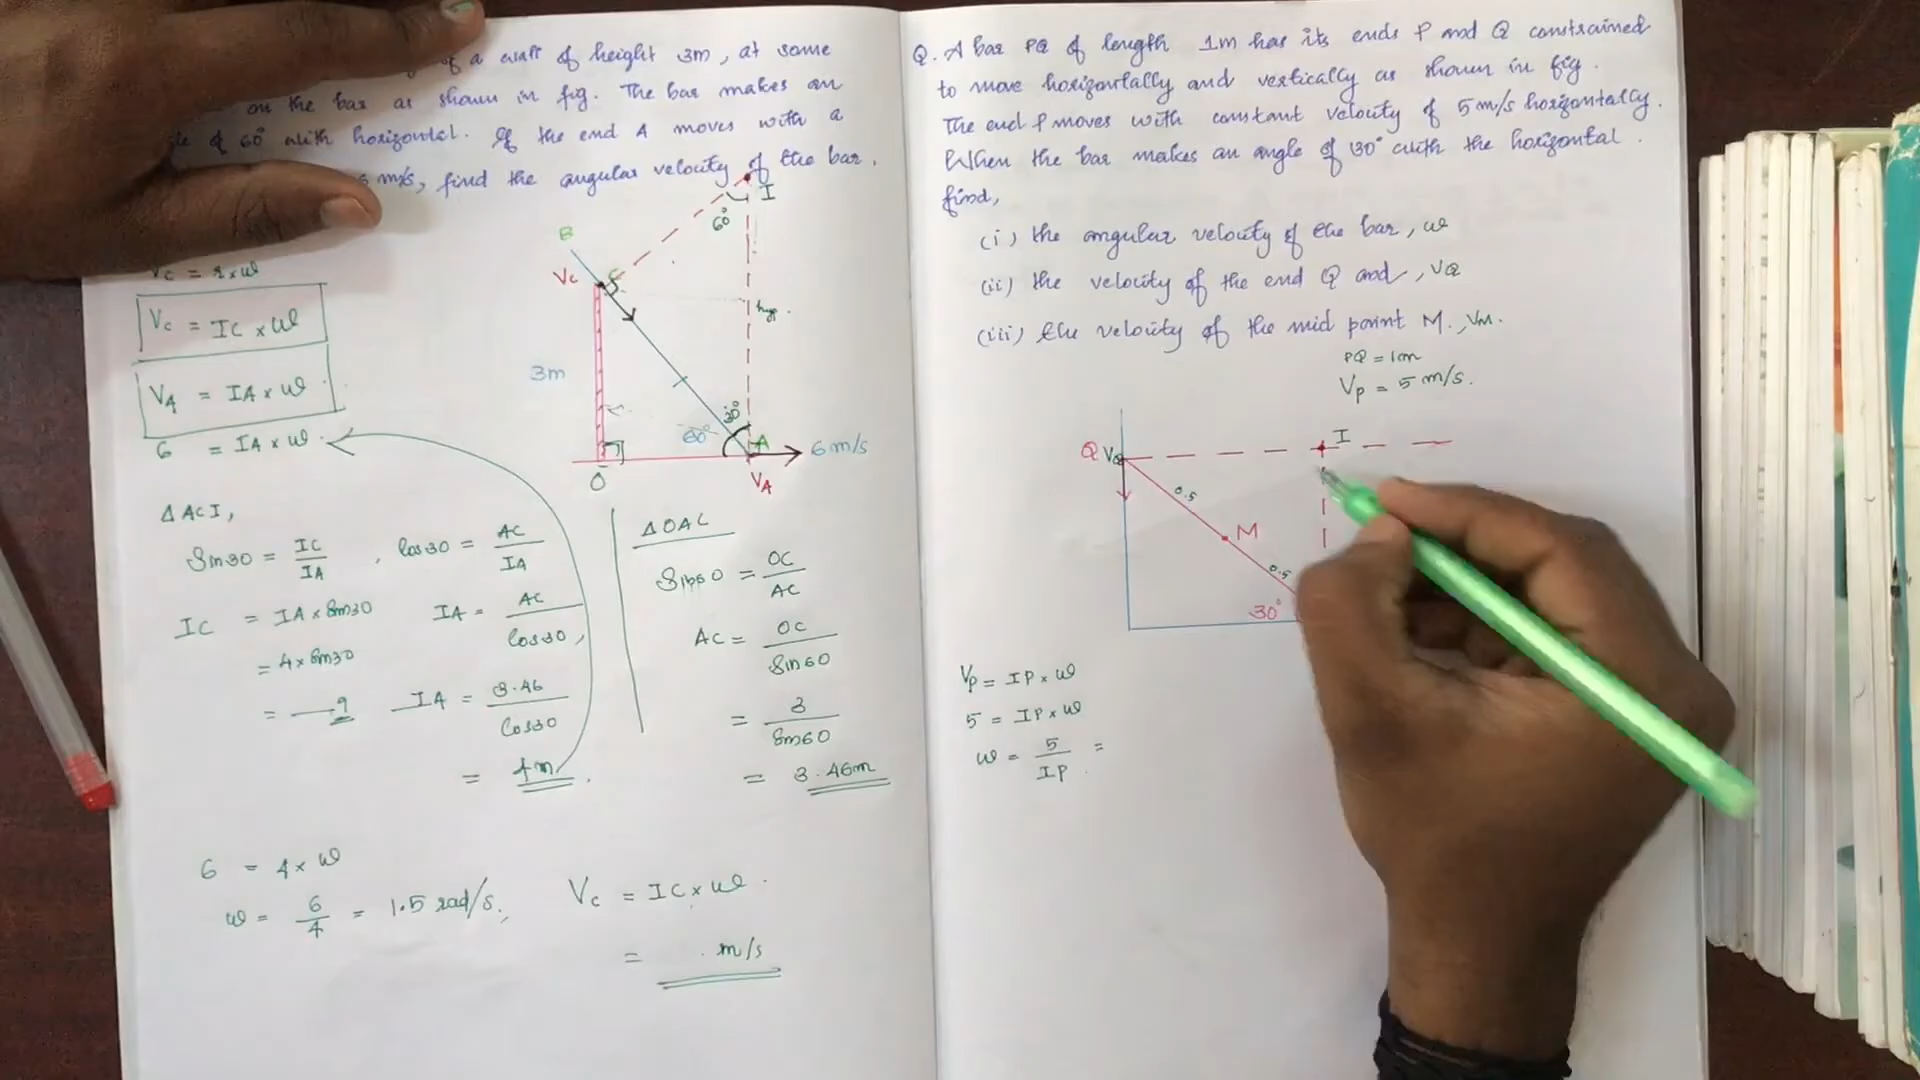 a wall of height 3m, at some
on the bar as shown in fig. The bar makes an
of 60° with horizontal. If the end A moves with a
m/s, find the angular velocity of the bar.
Vc = r×ω
Vc = IC × ω
VA = IA × ω
6 = IA × ω
Δ ACI,
Sin30 = IC/IA , Cos30 = AC/IA
IC = IA × Sin30 IA = AC/Cos30
= 4 × Sin30
= ? IA = 3.46/Cos30
= 4m
Δ OAC
Sin60 = OC/AC
AC = OC/Sin60
= 3/Sin60
= 3.46m
6 = 4 × ω
ω = 6/4 = 1.5 rad/s.
Vc = IC × ω
= m/s
I
60°
B
Vc
C
hyp.
3m
30°
60°
A
6 m/s
O
VA
Q. A bar PQ of length 1m has its ends P and Q constrained
to move horizontally and vertically as shown in fig.
The end P moves with constant velocity of 5 m/s horizontally.
When the bar makes an angle of 30° with the horizontal.
find,
(i) the angular velocity of the bar, ω
(ii) the velocity of the end Q and, VQ
(iii) the velocity of the mid point M., VM.
PQ = 1m
Vp = 5 m/s.
I
Q VQ
0.5
M
0.5
30°
Vp = IP × ω
5 = IP × ω
ω = 5/IP =